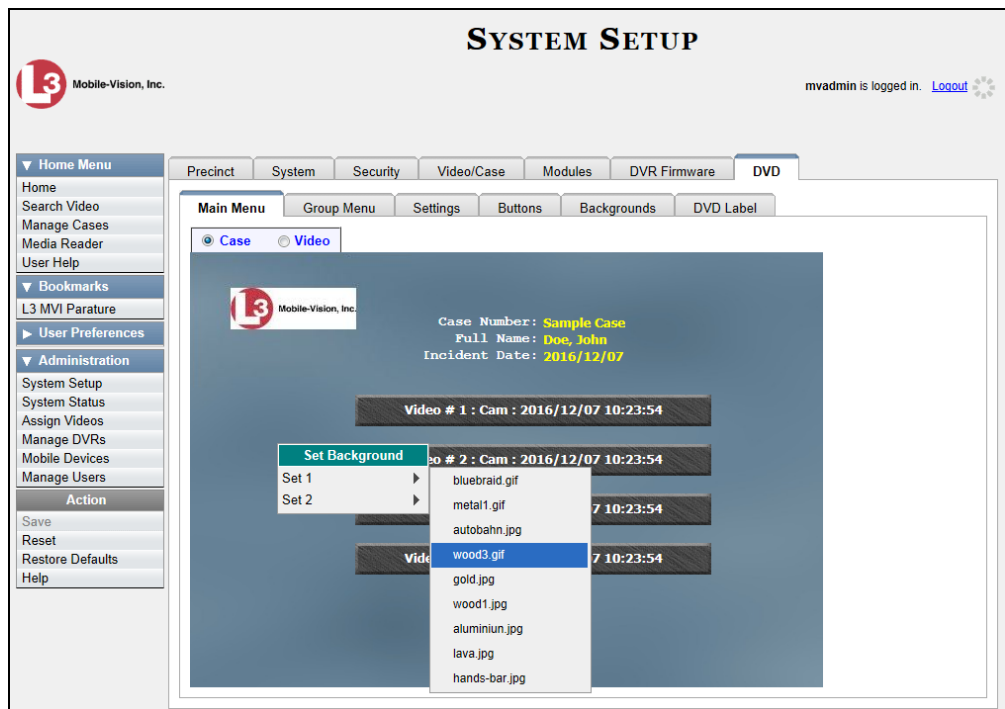 SYSTEM SETUP
L3 Mobile-Vision, Inc.
mvadmin is logged in. Logout
▼ Home Menu
Home
Search Video
Manage Cases
Media Reader
User Help
▼ Bookmarks
L3 MVI Parature
► User Preferences
▼ Administration
System Setup
System Status
Assign Videos
Manage DVRs
Mobile Devices
Manage Users
Action
Save
Reset
Restore Defaults
Help
Precinct System Security Video/Case Modules DVR Firmware DVD
Main Menu Group Menu Settings Buttons Backgrounds DVD Label
Case Video
L3 Mobile-Vision, Inc.
Case Number: Sample Case
Full Name: Doe, John
Incident Date: 2016/12/07
Video # 1 : Cam : 2016/12/07 10:23:54
eo # 2 : Cam : 2016/12/07 10:23:54
7 10:23:54
Vide 7 10:23:54
Set Background
Set 1
Set 2
bluebraid.gif
metal1.gif
autobahn.jpg
wood3.gif
gold.jpg
wood1.jpg
aluminiun.jpg
lava.jpg
hands-bar.jpg